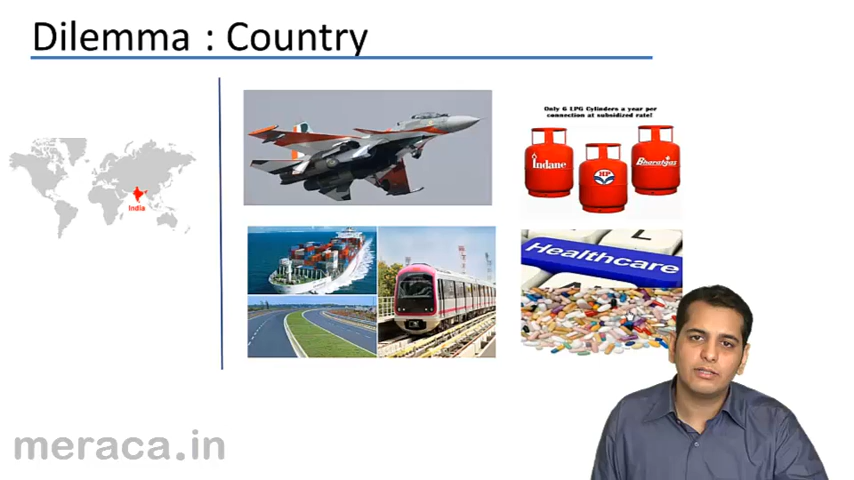 Dilemma : Country
Only 6 LPG Cylinders a year per
connection at subsidized rate!
Indane
HP
Bharatgas
India
L
Healthcare
meraca.in